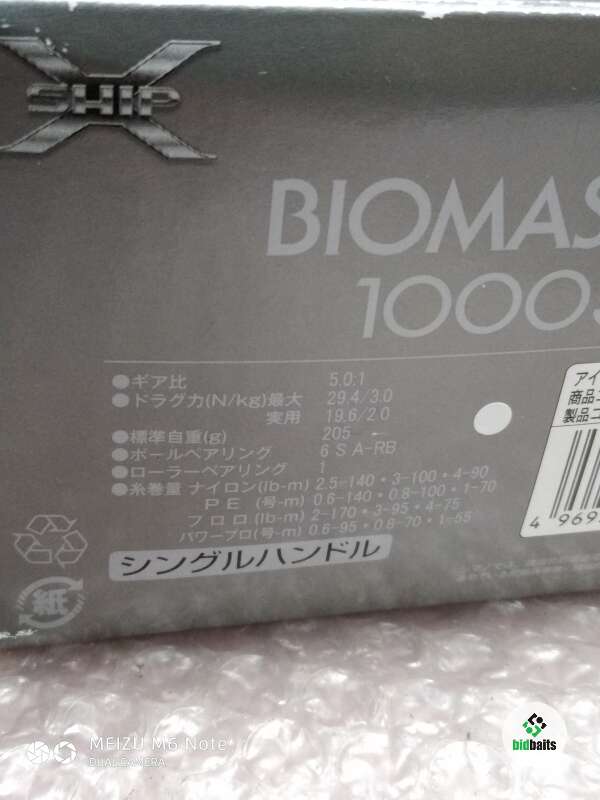 X
SHIP
BIOMAS
1000S
●ギア比 5.0:1
●ドラグ力(N/kg)最大 29.4/3.0
実用 19.6/2.0
●標準自重(g) 205
●ボールベアリング 6 S A-RB
●ローラーベアリング 1
●糸巻量 ナイロン(lb-m) 2.5-140・3-100・4-90
PE (号-m) 0.6-140・0.8-100・1-70
フロロ(lb-m) 2-170・3-95・4-75
パワープロ(号-m) 0.6-95・0.8-70・1-55
シングルハンドル
紙
アイ
商品コ
製品コ
4 969
MEIZU M6 Note
DUAL CAMERA
bidbaits